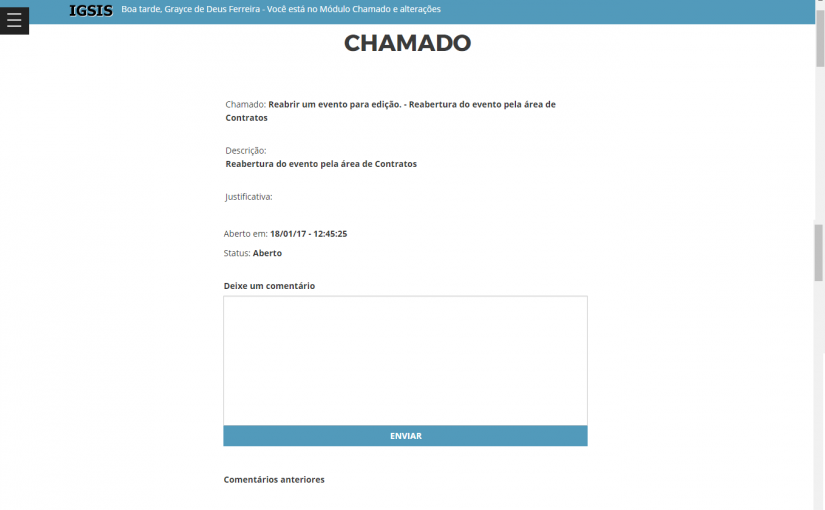 IGSIS Boa tarde, Grayce de Deus Ferreira - Você está no Módulo Chamado e alterações
CHAMADO
Chamado: Reabrir um evento para edição. - Reabertura do evento pela área de
Contratos
Descrição:
Reabertura do evento pela área de Contratos
Justificativa:
Aberto em: 18/01/17 - 12:45:25
Status: Aberto
Deixe um comentário
ENVIAR
Comentários anteriores